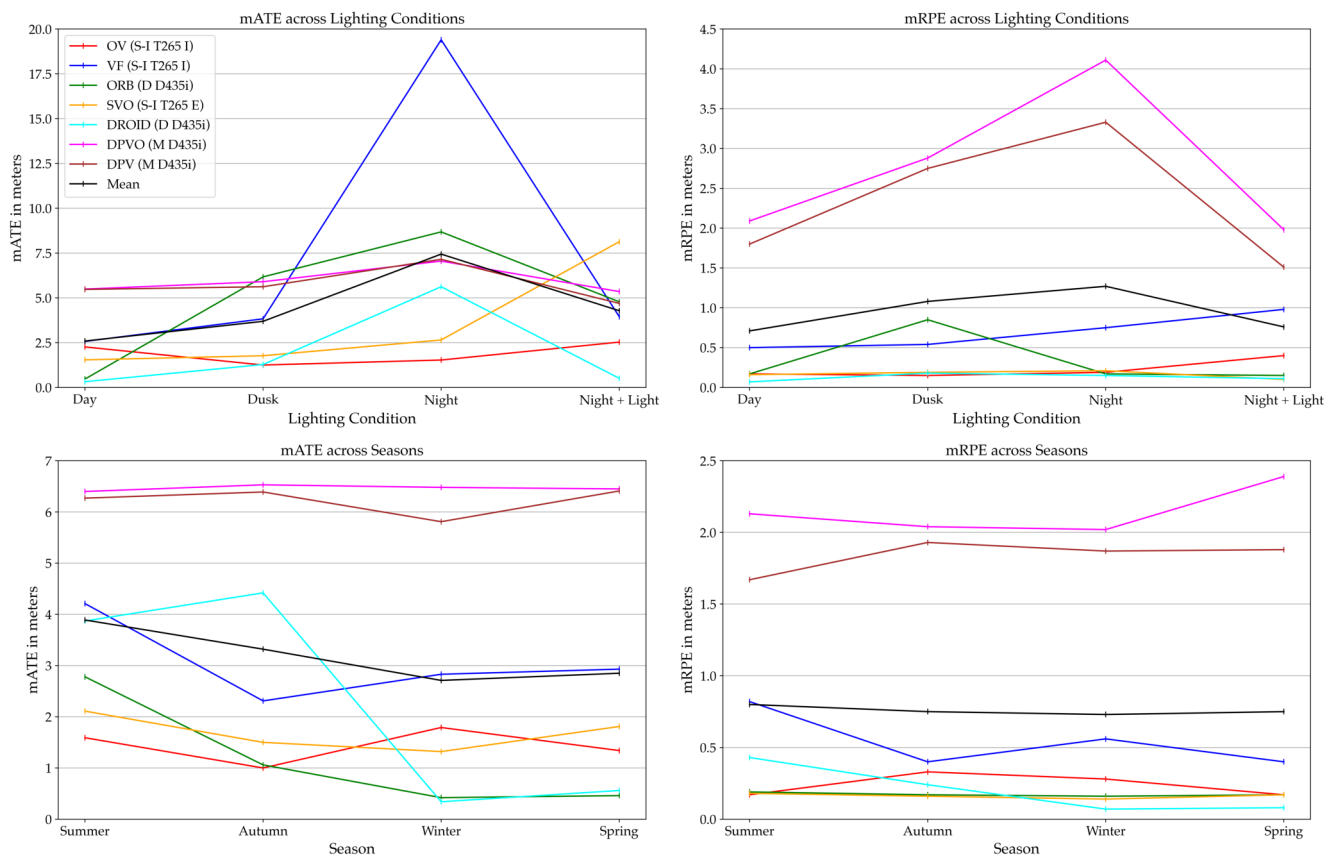 mATE across Lighting Conditions
20.0
17.5
15.0
12.5
10.0
7.5
5.0
2.5
0.0
mATE in meters
OV (S-I T265 I)
VF (S-I T265 I)
ORB (D D435i)
SVO (S-I T265 E)
DROID (D D435i)
DPVO (M D435i)
DPV (M D435i)
Mean
Day Dusk Night Night + Light
Lighting Condition
mRPE across Lighting Conditions
4.5
4.0
3.5
3.0
2.5
2.0
1.5
1.0
0.5
0.0
mRPE in meters
Day Dusk Night Night + Light
Lighting Condition
mATE across Seasons
7
6
5
4
3
2
1
0
mATE in meters
Summer Autumn Winter Spring
Season
mRPE across Seasons
2.5
2.0
1.5
1.0
0.5
0.0
mRPE in meters
Summer Autumn Winter Spring
Season